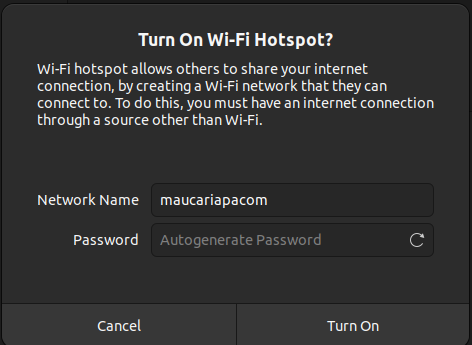 Turn On Wi-Fi Hotspot?
Wi-Fi hotspot allows others to share your internet
connection, by creating a Wi-Fi network that they can
connect to. To do this, you must have an internet connection
through a source other than Wi-Fi.
Network Name maucariapacom
Password Autogenerate Password
Cancel Turn On